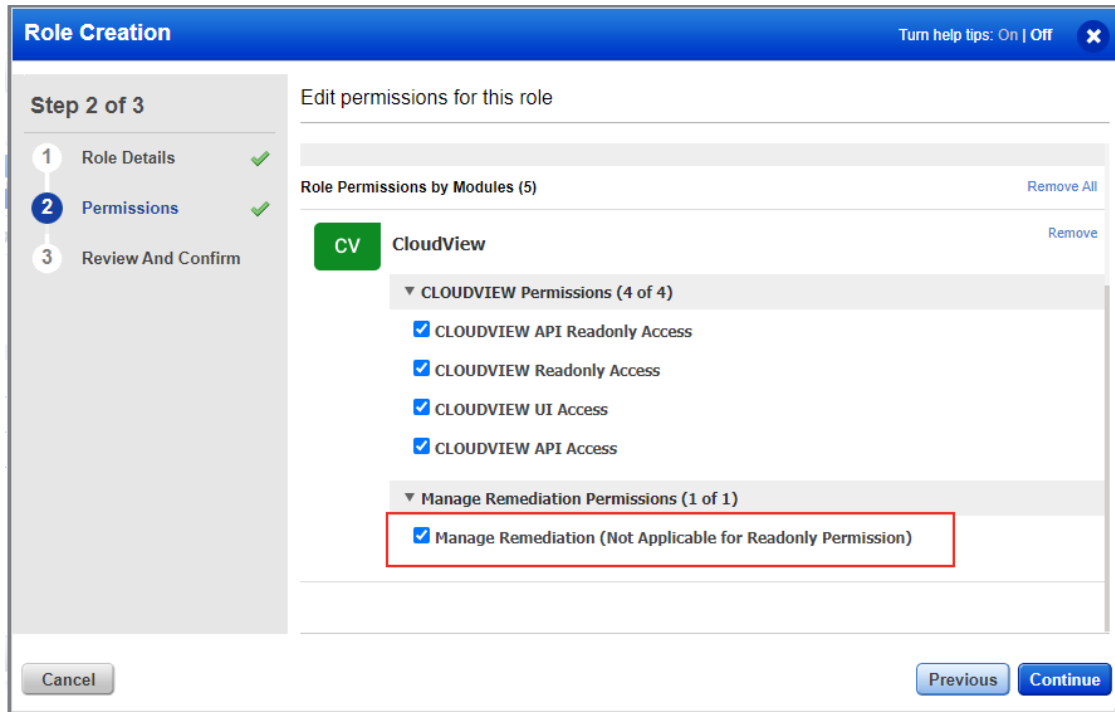 Role Creation
Turn help tips: On | Off
Step 2 of 3
1 Role Details
2 Permissions
3 Review And Confirm
Edit permissions for this role
Role Permissions by Modules (5)
Remove All
CV CloudView
Remove
CLOUDVIEW Permissions (4 of 4)
CLOUDVIEW API Readonly Access
CLOUDVIEW Readonly Access
CLOUDVIEW UI Access
CLOUDVIEW API Access
Manage Remediation Permissions (1 of 1)
Manage Remediation (Not Applicable for Readonly Permission)
Cancel
Previous
Continue